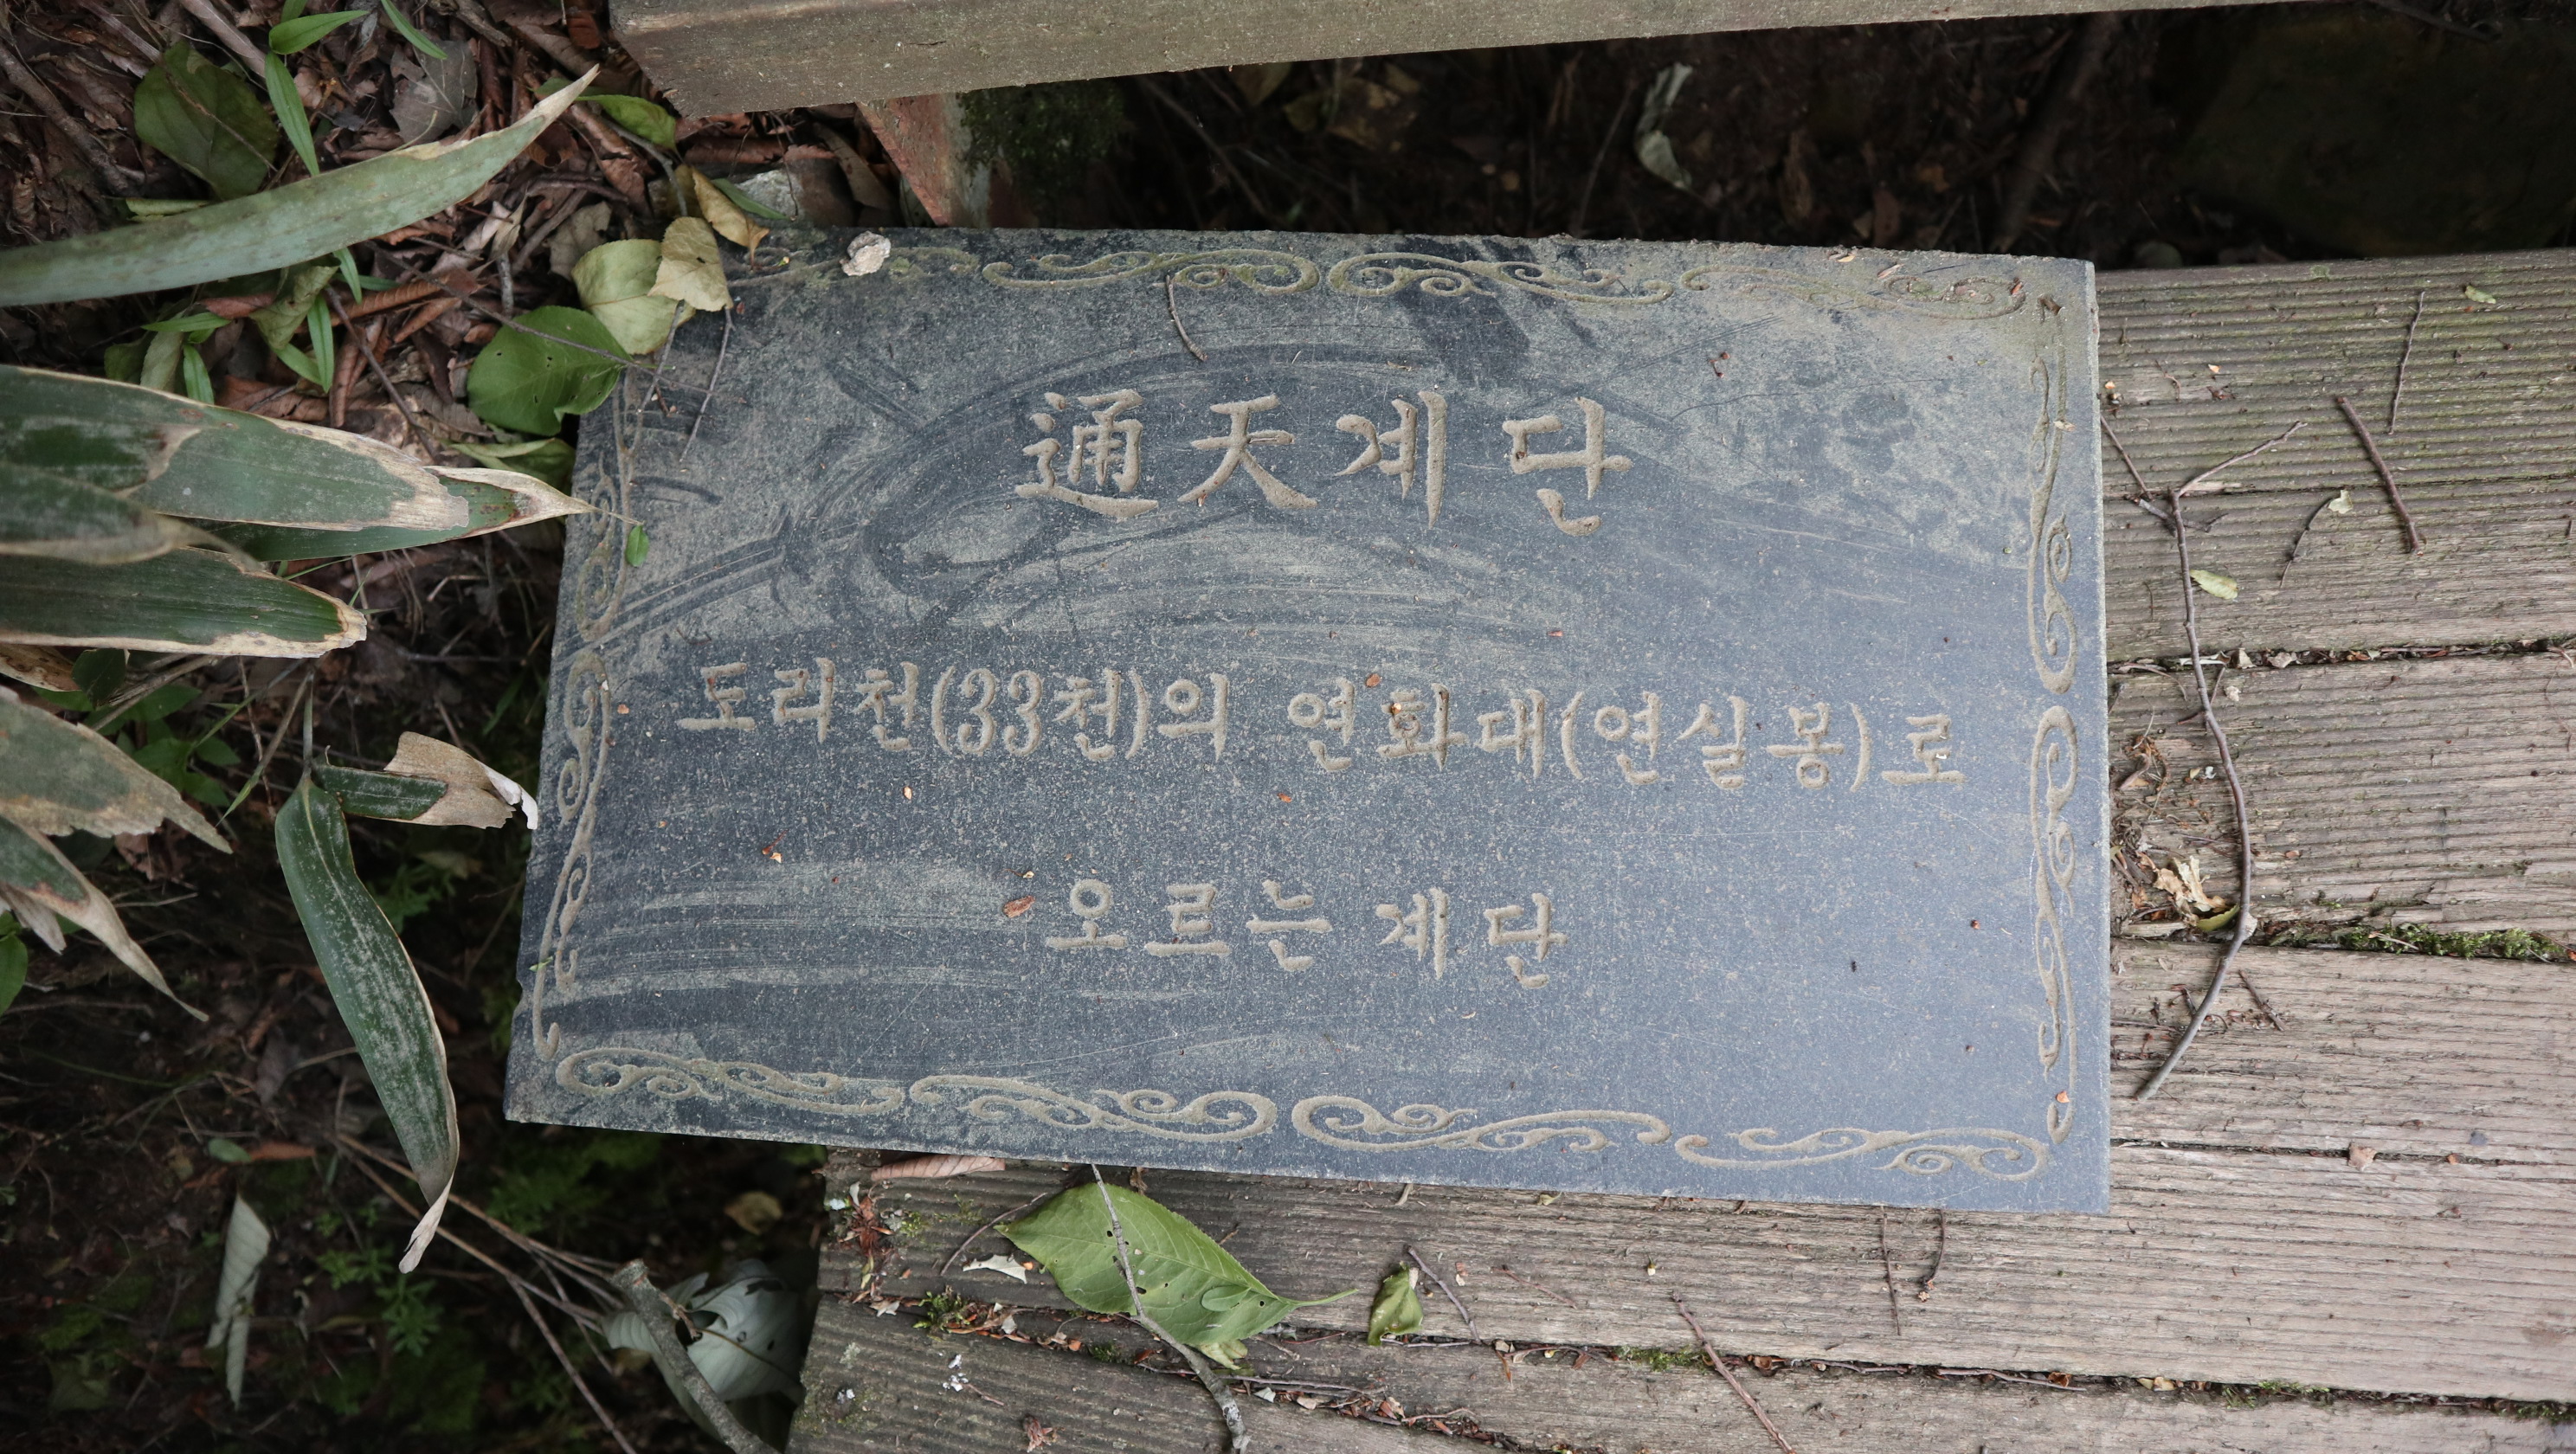 通天계단
도리천(33천)의 연화대(연실봉)로
오르는 계단